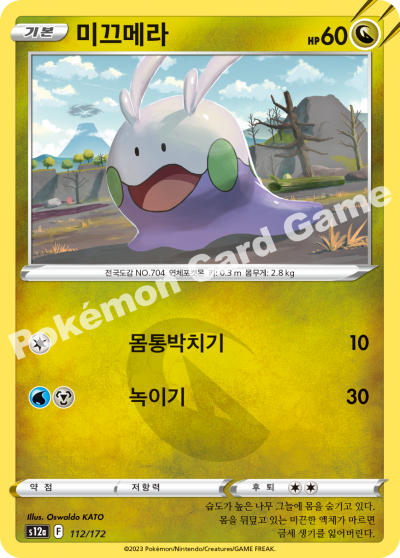 기본 미끄메라 HP60
전국도감 NO.704 연체포켓몬 키: 0.3 m 몸무게: 2.8 kg
몸통박치기 10
녹이기 30
약점 저항력 후퇴
습도가 높은 나무 그늘에 몸을 숨기고 있다.
몸을 뒤덮고 있는 미끈한 액체가 마르면
금세 생기를 잃어버린다.
Illus. Oswaldo KATO
s12a F 112/172
©2023 Pokémon/Nintendo/Creatures/GAME FREAK.
Pokémon Card Game